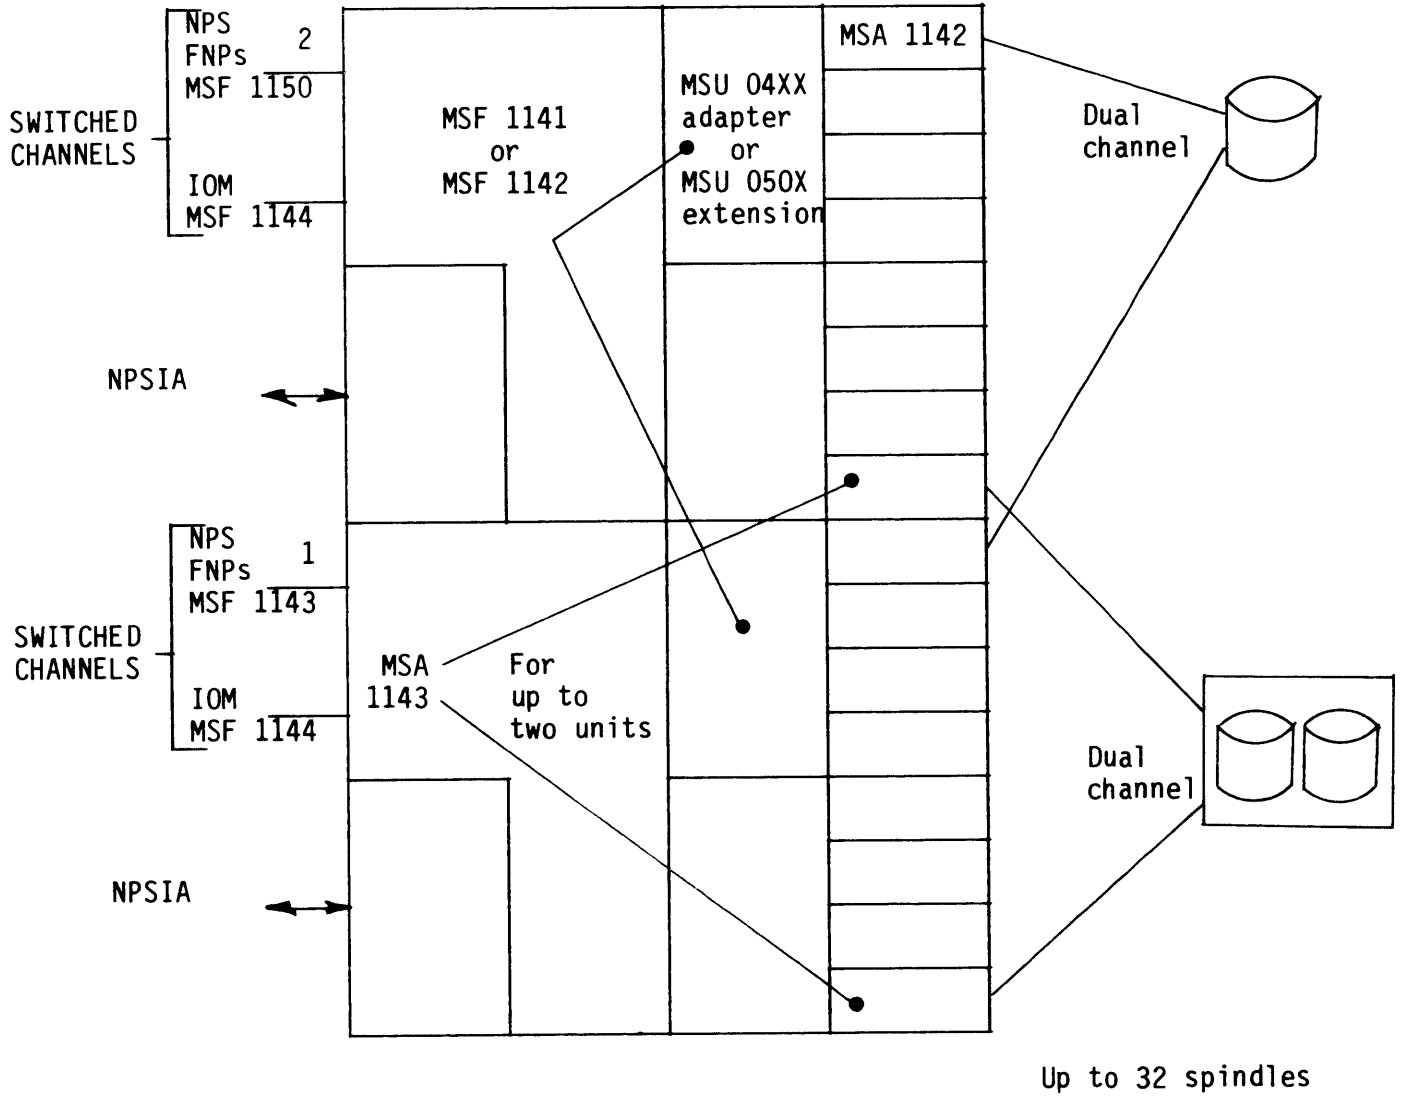 NPS
FNPs 2
MSF 1150
SWITCHED
CHANNELS
IOM
MSF 1144
MSF 1141
or
MSF 1142
MSU 04XX
adapter
or
MSU 050X
extension
MSA 1142
Dual
channel
NPSIA
NPS
FNPs 1
MSF 1143
SWITCHED
CHANNELS
IOM
MSF 1144
MSA
1143
For
up to
two units
Dual
channel
NPSIA
Up to 32 spindles